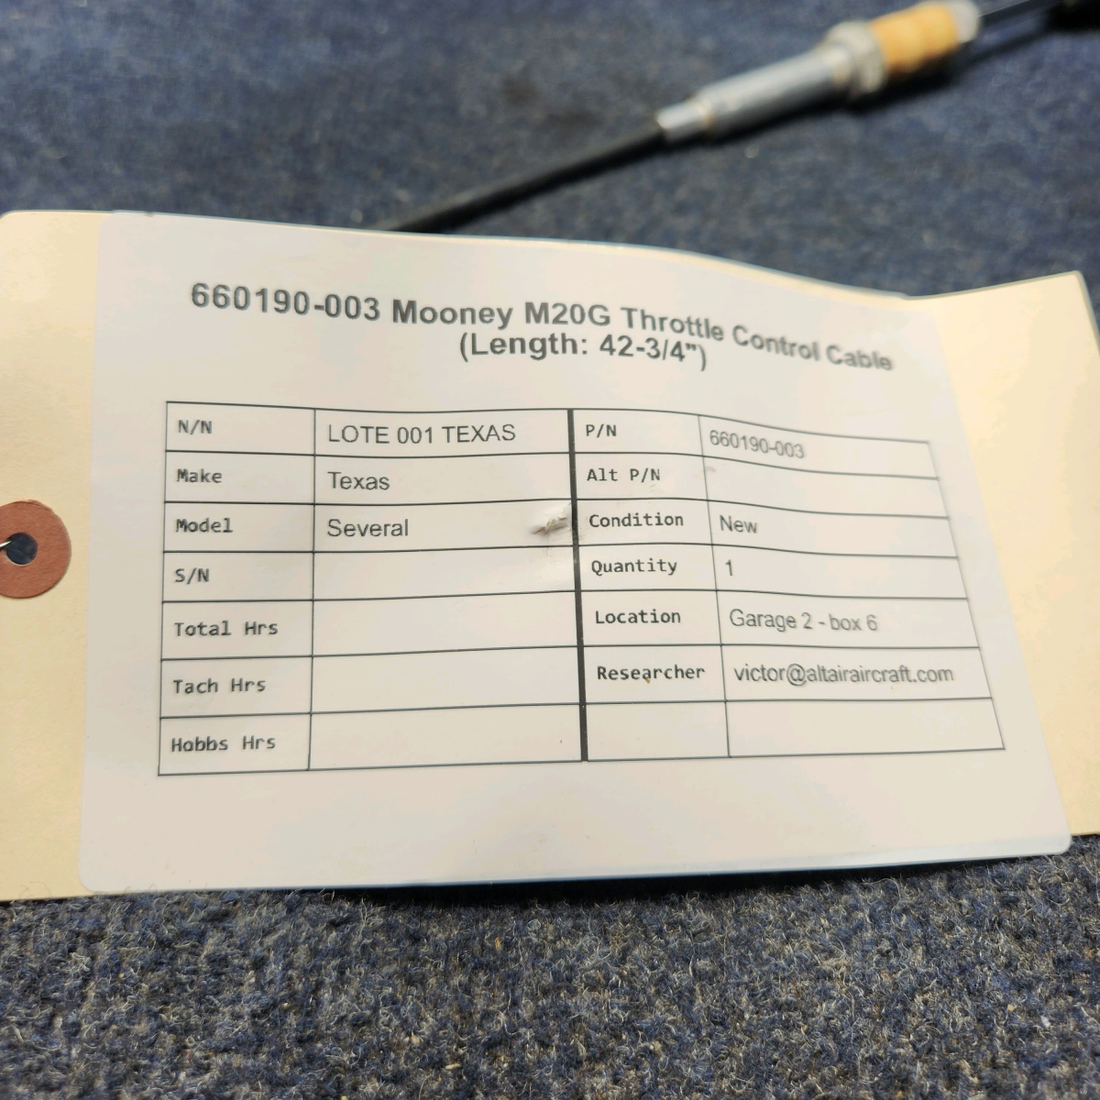 660190-003 Mooney M20G Throttle Control Cable
(Length: 42-3/4")
N/N LOTE 001 TEXAS P/N 660190-003
Make Texas Alt P/N
Model Several Condition New
S/N Quantity 1
Total Hrs Location Garage 2 - box 6
Tach Hrs Researcher victor@altairaircraft.com
Hobbs Hrs